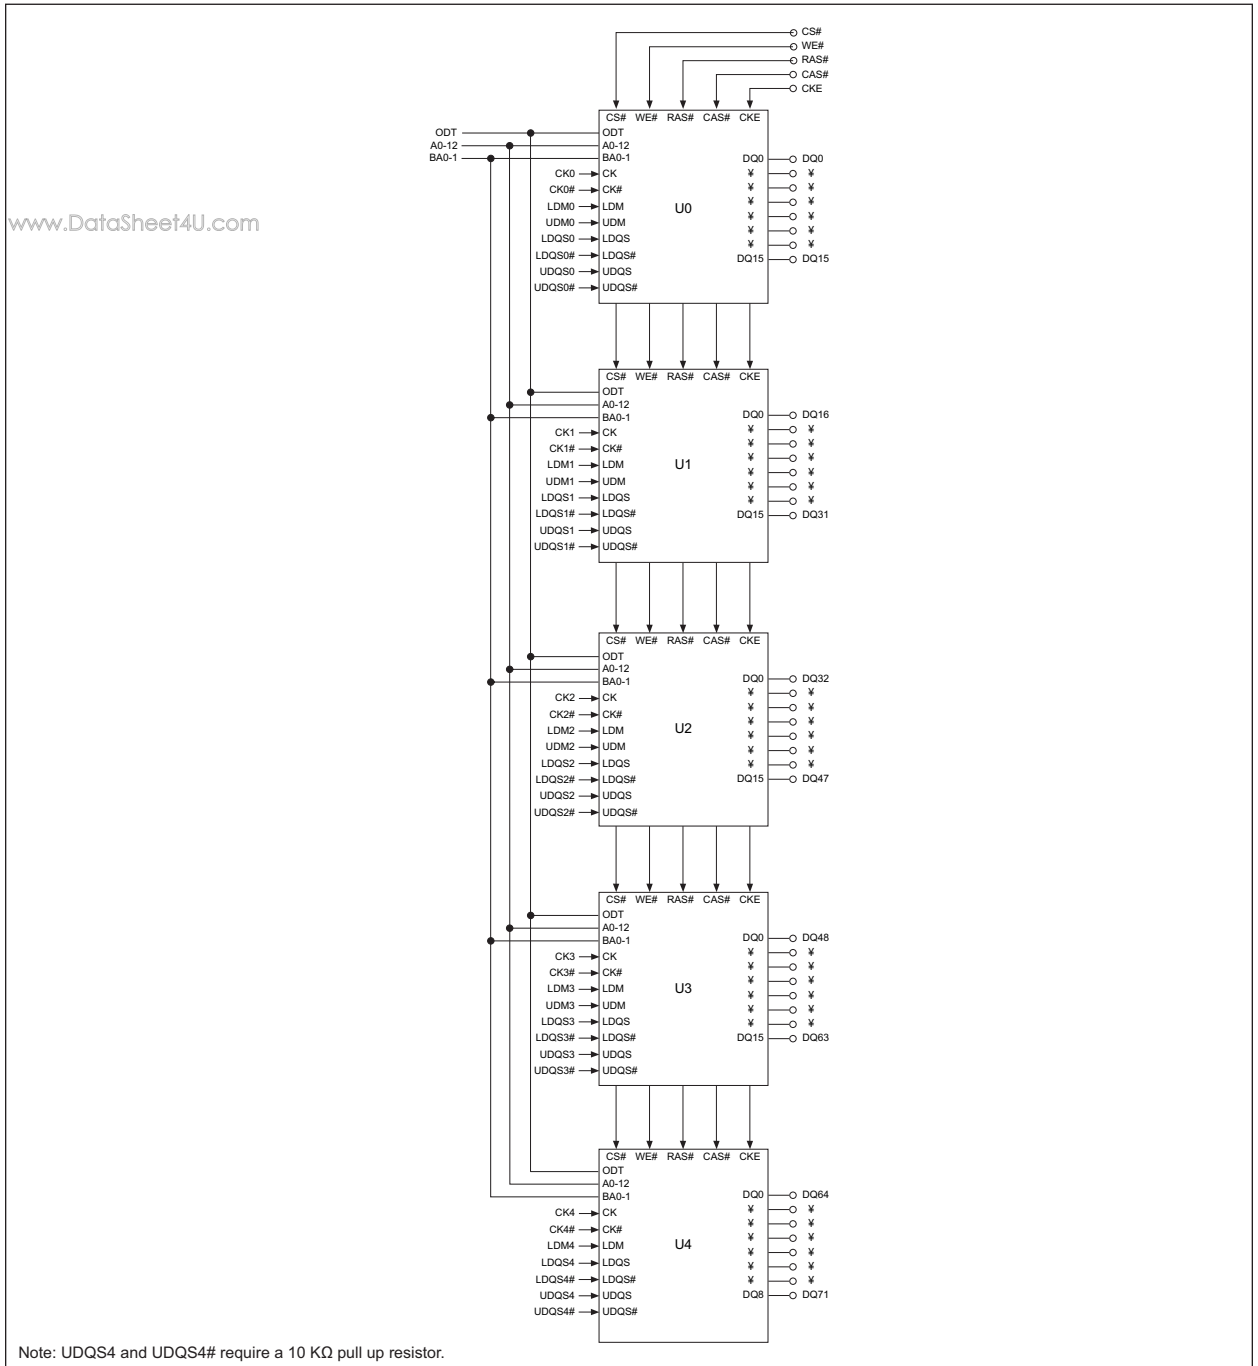 CS#
WE#
RAS#
CAS#
CKE
CS# WE# RAS# CAS# CKE
ODT ODT
A0-12 A0-12
BA0-1 BA0-1 DQ0 DQ0
CK0 CK ¥ ¥
CK0# CK# ¥ ¥
LDM0 LDM ¥ ¥
www.DataSheet4U.com
UDM0 UDM U0 ¥ ¥
LDQS0 LDQS ¥ ¥
LDQS0# LDQS# ¥ ¥
UDQS0 UDQS DQ15 DQ15
UDQS0# UDQS#
CS# WE# RAS# CAS# CKE
ODT
A0-12
BA0-1 DQ0 DQ16
CK1 CK ¥ ¥
CK1# CK# ¥ ¥
LDM1 LDM U1 ¥ ¥
UDM1 UDM ¥ ¥
LDQS1 LDQS ¥ ¥
LDQS1# LDQS# ¥ ¥
UDQS1 UDQS DQ15 DQ31
UDQS1# UDQS#
CS# WE# RAS# CAS# CKE
ODT
A0-12
BA0-1 DQ0 DQ32
CK2 CK ¥ ¥
CK2# CK# ¥ ¥
LDM2 LDM U2 ¥ ¥
UDM2 UDM ¥ ¥
LDQS2 LDQS ¥ ¥
LDQS2# LDQS# ¥ ¥
UDQS2 UDQS DQ15 DQ47
UDQS2# UDQS#
CS# WE# RAS# CAS# CKE
ODT
A0-12
BA0-1 DQ0 DQ48
CK3 CK ¥ ¥
CK3# CK# ¥ ¥
LDM3 LDM U3 ¥ ¥
UDM3 UDM ¥ ¥
LDQS3 LDQS ¥ ¥
LDQS3# LDQS# ¥ ¥
UDQS3 UDQS DQ15 DQ63
UDQS3# UDQS#
CS# WE# RAS# CAS# CKE
ODT
A0-12
BA0-1 DQ0 DQ64
CK4 CK ¥ ¥
CK4# CK# ¥ ¥
LDM4 LDM U4 ¥ ¥
LDQS4 LDQS ¥ ¥
LDQS4# LDQS# ¥ ¥
UDQS4 UDQS ¥ ¥
UDQS4# UDQS# DQ8 DQ71
Note: UDQS4 and UDQS4# require a 10 KΩ pull up resistor.